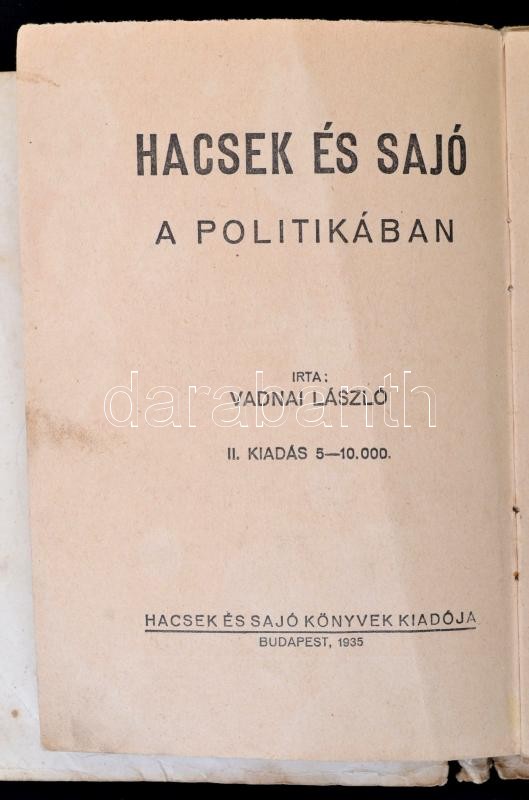 HACSEK ÉS SAJÓ
A POLITIKÁBAN
IRTA:
VADNAI LÁSZLÓ
darabanth
II. KIADÁS 5—10.000.
HACSEK ÉS SAJÓ KÖNYVEK KIADÓJA
BUDAPEST, 1935